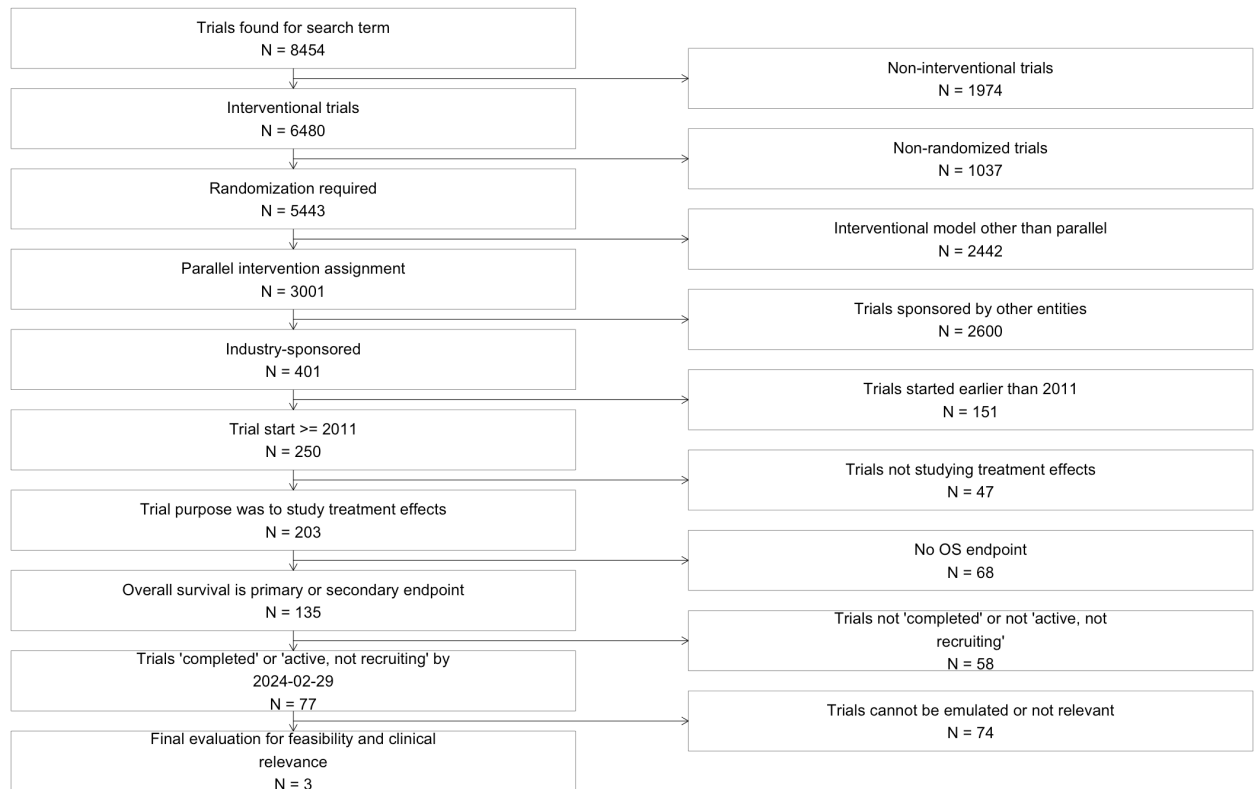 Trials found for search term
N = 8454
Non-interventional trials
N = 1974
Interventional trials
N = 6480
Non-randomized trials
N = 1037
Randomization required
N = 5443
Interventional model other than parallel
N = 2442
Parallel intervention assignment
N = 3001
Trials sponsored by other entities
N = 2600
Industry-sponsored
N = 401
Trials started earlier than 2011
N = 151
Trial start >= 2011
N = 250
Trials not studying treatment effects
N = 47
Trial purpose was to study treatment effects
N = 203
No OS endpoint
N = 68
Overall survival is primary or secondary endpoint
N = 135
Trials not 'completed' or not 'active, not
recruiting'
N = 58
Trials 'completed' or 'active, not recruiting' by
2024-02-29
N = 77
Trials cannot be emulated or not relevant
N = 74
Final evaluation for feasibility and clinical
relevance
N = 3